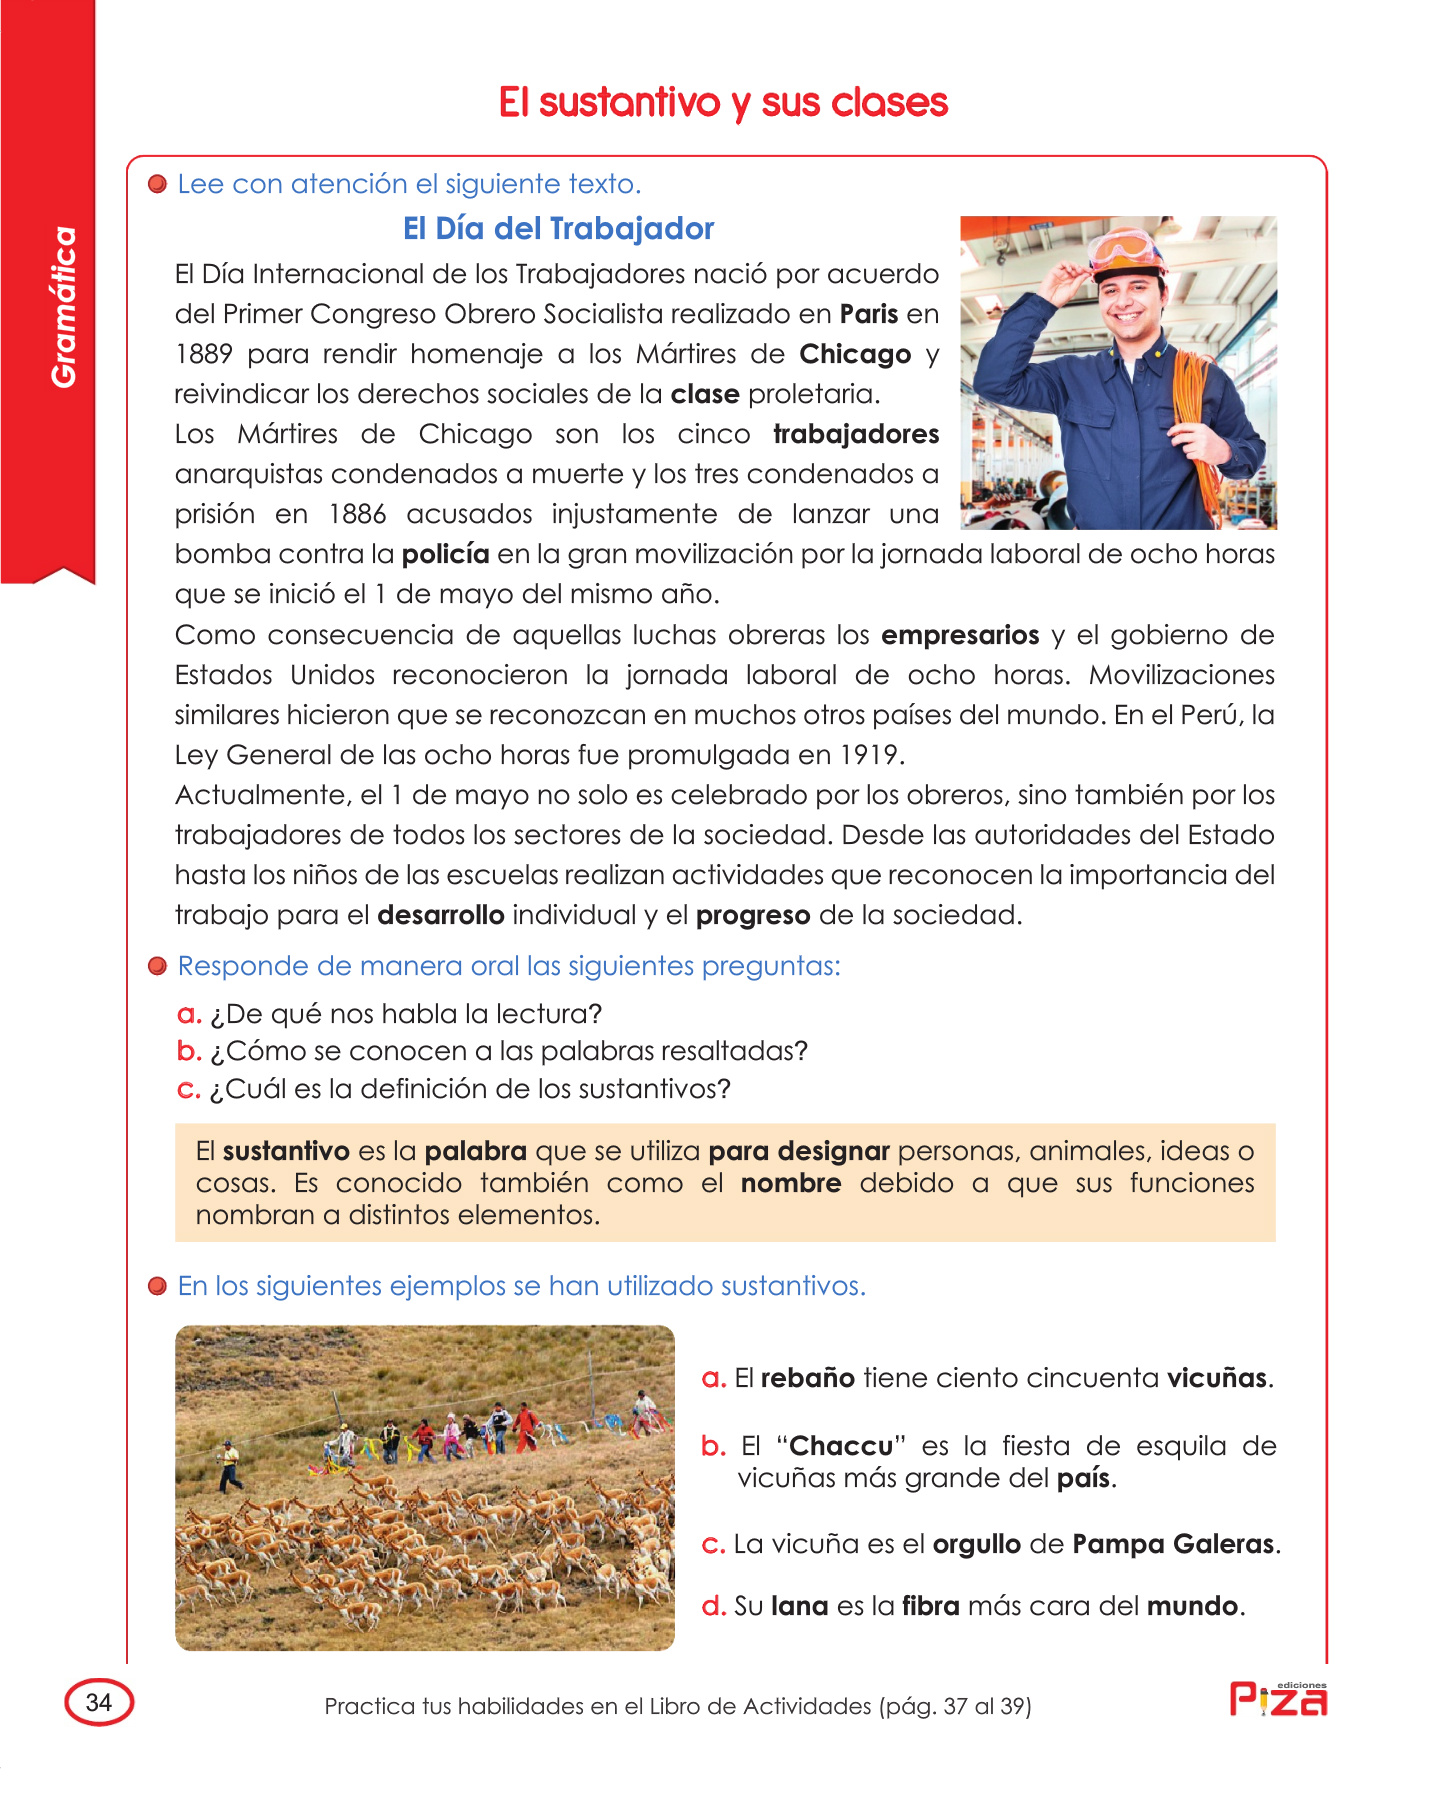 El sustantivo y sus clases
Gramática
Lee con atención el siguiente texto.
El Día del Trabajador
El Día Internacional de los Trabajadores nació por acuerdo
del Primer Congreso Obrero Socialista realizado en Paris en
1889 para rendir homenaje a los Mártires de Chicago y
reivindicar los derechos sociales de la clase proletaria.
Los Mártires de Chicago son los cinco trabajadores
anarquistas condenados a muerte y los tres condenados a
prisión en 1886 acusados injustamente de lanzar una
bomba contra la policía en la gran movilización por la jornada laboral de ocho horas
que se inició el 1 de mayo del mismo año.
Como consecuencia de aquellas luchas obreras los empresarios y el gobierno de
Estados Unidos reconocieron la jornada laboral de ocho horas. Movilizaciones
similares hicieron que se reconozcan en muchos otros países del mundo. En el Perú, la
Ley General de las ocho horas fue promulgada en 1919.
Actualmente, el 1 de mayo no solo es celebrado por los obreros, sino también por los
trabajadores de todos los sectores de la sociedad. Desde las autoridades del Estado
hasta los niños de las escuelas realizan actividades que reconocen la importancia del
trabajo para el desarrollo individual y el progreso de la sociedad.
Responde de manera oral las siguientes preguntas:
a. ¿De qué nos habla la lectura?
b. ¿Cómo se conocen a las palabras resaltadas?
c. ¿Cuál es la definición de los sustantivos?
El sustantivo es la palabra que se utiliza para designar personas, animales, ideas o
cosas. Es conocido también como el nombre debido a que sus funciones
nombran a distintos elementos.
En los siguientes ejemplos se han utilizado sustantivos.
a. El rebaño tiene ciento cincuenta vicuñas.
b. El “Chaccu” es la fiesta de esquila de
vicuñas más grande del país.
c. La vicuña es el orgullo de Pampa Galeras.
d. Su lana es la fibra más cara del mundo.
34
Practica tus habilidades en el Libro de Actividades (pág. 37 al 39)
ediciones
Piza